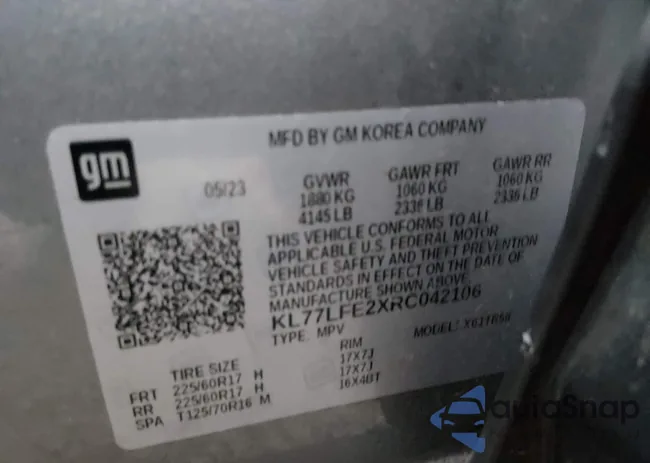 MFD BY GM KOREA COMPANY
gm
05/23
GVWR GAWR FRT GAWR RR
1880 KG 1060 KG 1060 KG
4145 LB 2336 LB 2336 LB
THIS VEHICLE CONFORMS TO ALL
APPLICABLE U.S. FEDERAL MOTOR
VEHICLE SAFETY AND THEFT PREVENTION
STANDARDS IN EFFECT ON THE DATE OF
MANUFACTURE SHOWN ABOVE.
KL77LFE2XRC042106
TYPE: MPV MODEL:
TIRE SIZE RIM
FRT 225/60R17 H 17X7J
RR 225/60R17 H 17X7J
SPA T125/70R16 M 16X4BT
AutoSnap